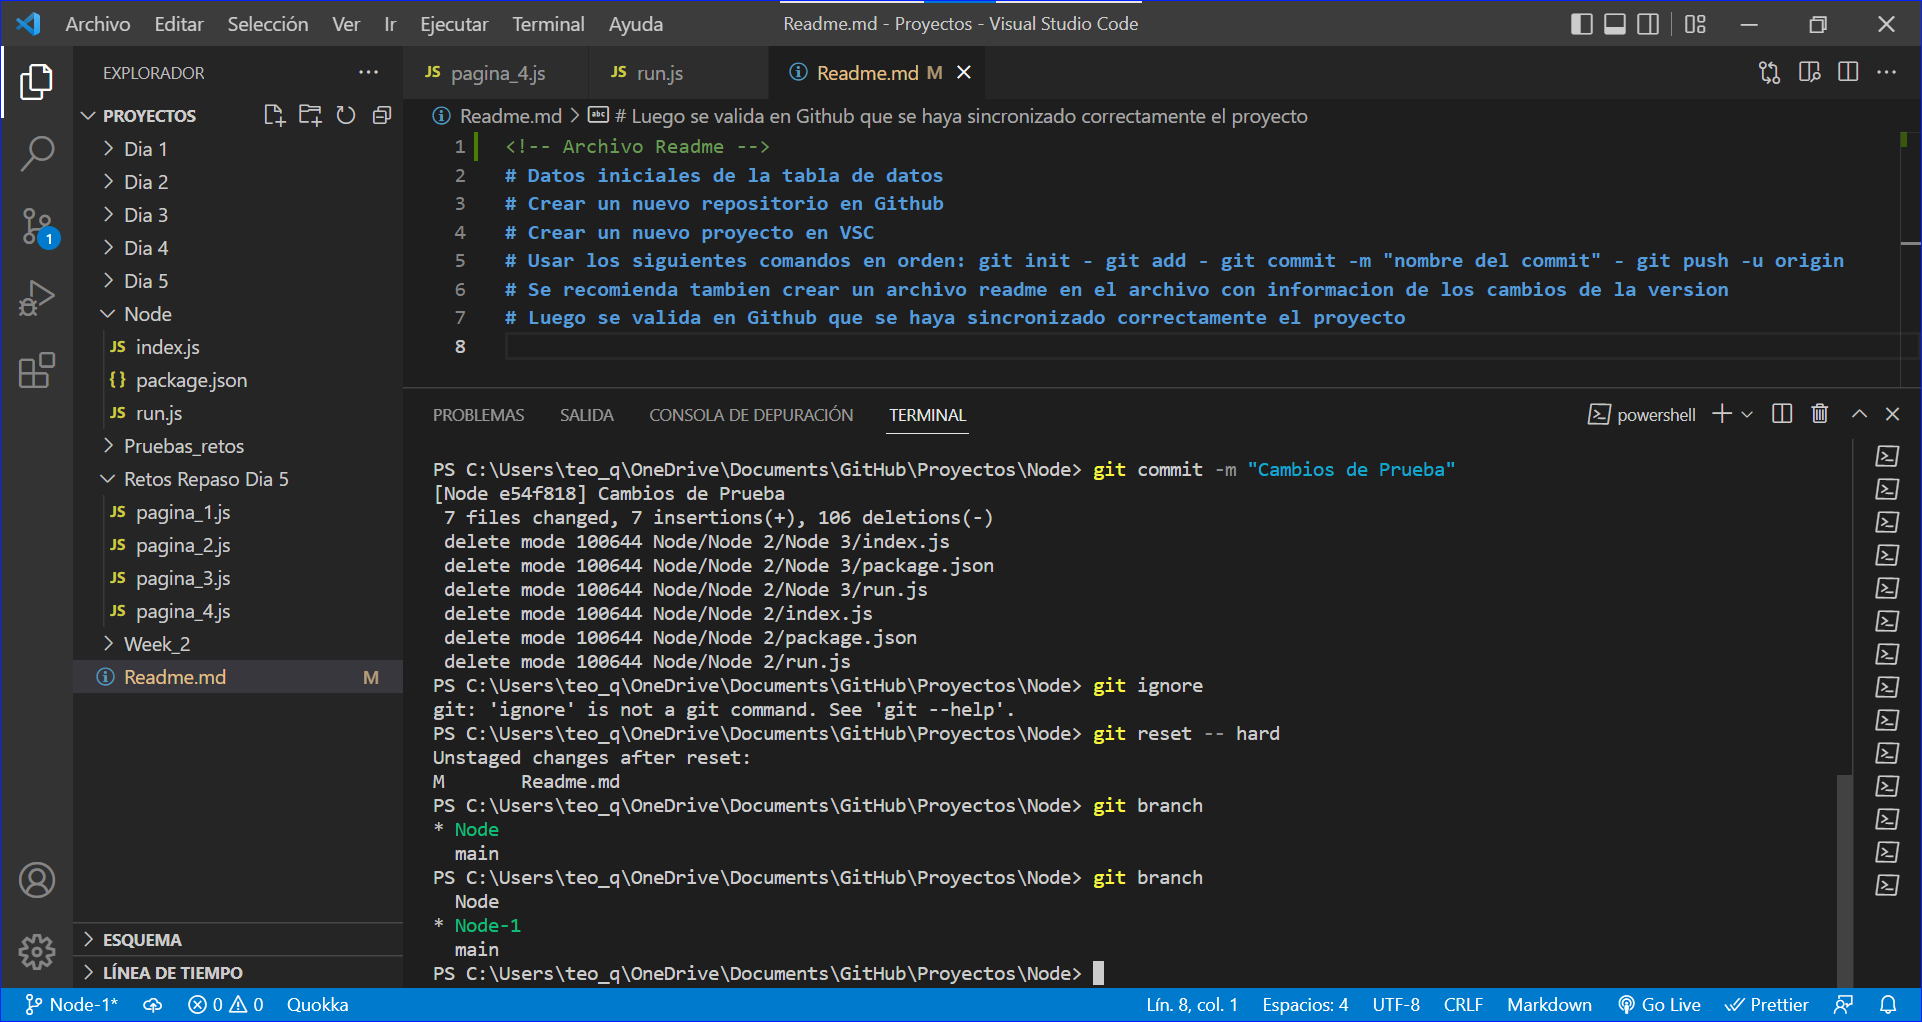 Archivo Editar Selección Ver Ir Ejecutar Terminal Ayuda
Readme.md - Proyectos - Visual Studio Code
EXPLORADOR
PROYECTOS
Dia 1
Dia 2
Dia 3
Dia 4
Dia 5
Node
JS index.js
{} package.json
JS run.js
Pruebas_retos
Retos Repaso Dia 5
JS pagina_1.js
JS pagina_2.js
JS pagina_3.js
JS pagina_4.js
Week_2
Readme.md M
ESQUEMA
LÍNEA DE TIEMPO
1
JS pagina_4.js JS run.js Readme.md M
Readme.md > abc # Luego se valida en Github que se haya sincronizado correctamente el proyecto
1 <!-- Archivo Readme -->
2 # Datos iniciales de la tabla de datos
3 # Crear un nuevo repositorio en Github
4 # Crear un nuevo proyecto en VSC
5 # Usar los siguientes comandos en orden: git init - git add - git commit -m "nombre del commit" - git push -u origin
6 # Se recomienda tambien crear un archivo readme en el archivo con informacion de los cambios de la version
7 # Luego se valida en Github que se haya sincronizado correctamente el proyecto
8
PROBLEMAS SALIDA CONSOLA DE DEPURACIÓN TERMINAL
powershell
PS C:\Users\teo_q\OneDrive\Documents\GitHub\Proyectos\Node> git commit -m "Cambios de Prueba"
[Node e54f818] Cambios de Prueba
7 files changed, 7 insertions(+), 106 deletions(-)
delete mode 100644 Node/Node 2/Node 3/index.js
delete mode 100644 Node/Node 2/Node 3/package.json
delete mode 100644 Node/Node 2/Node 3/run.js
delete mode 100644 Node/Node 2/index.js
delete mode 100644 Node/Node 2/package.json
delete mode 100644 Node/Node 2/run.js
PS C:\Users\teo_q\OneDrive\Documents\GitHub\Proyectos\Node> git ignore
git: 'ignore' is not a git command. See 'git --help'.
PS C:\Users\teo_q\OneDrive\Documents\GitHub\Proyectos\Node> git reset -- hard
Unstaged changes after reset:
M Readme.md
PS C:\Users\teo_q\OneDrive\Documents\GitHub\Proyectos\Node> git branch
* Node
main
PS C:\Users\teo_q\OneDrive\Documents\GitHub\Proyectos\Node> git branch
Node
* Node-1
main
PS C:\Users\teo_q\OneDrive\Documents\GitHub\Proyectos\Node>
Node-1* 0 0 Quokka
Lín. 8, col. 1 Espacios: 4 UTF-8 CRLF Markdown Go Live Prettier